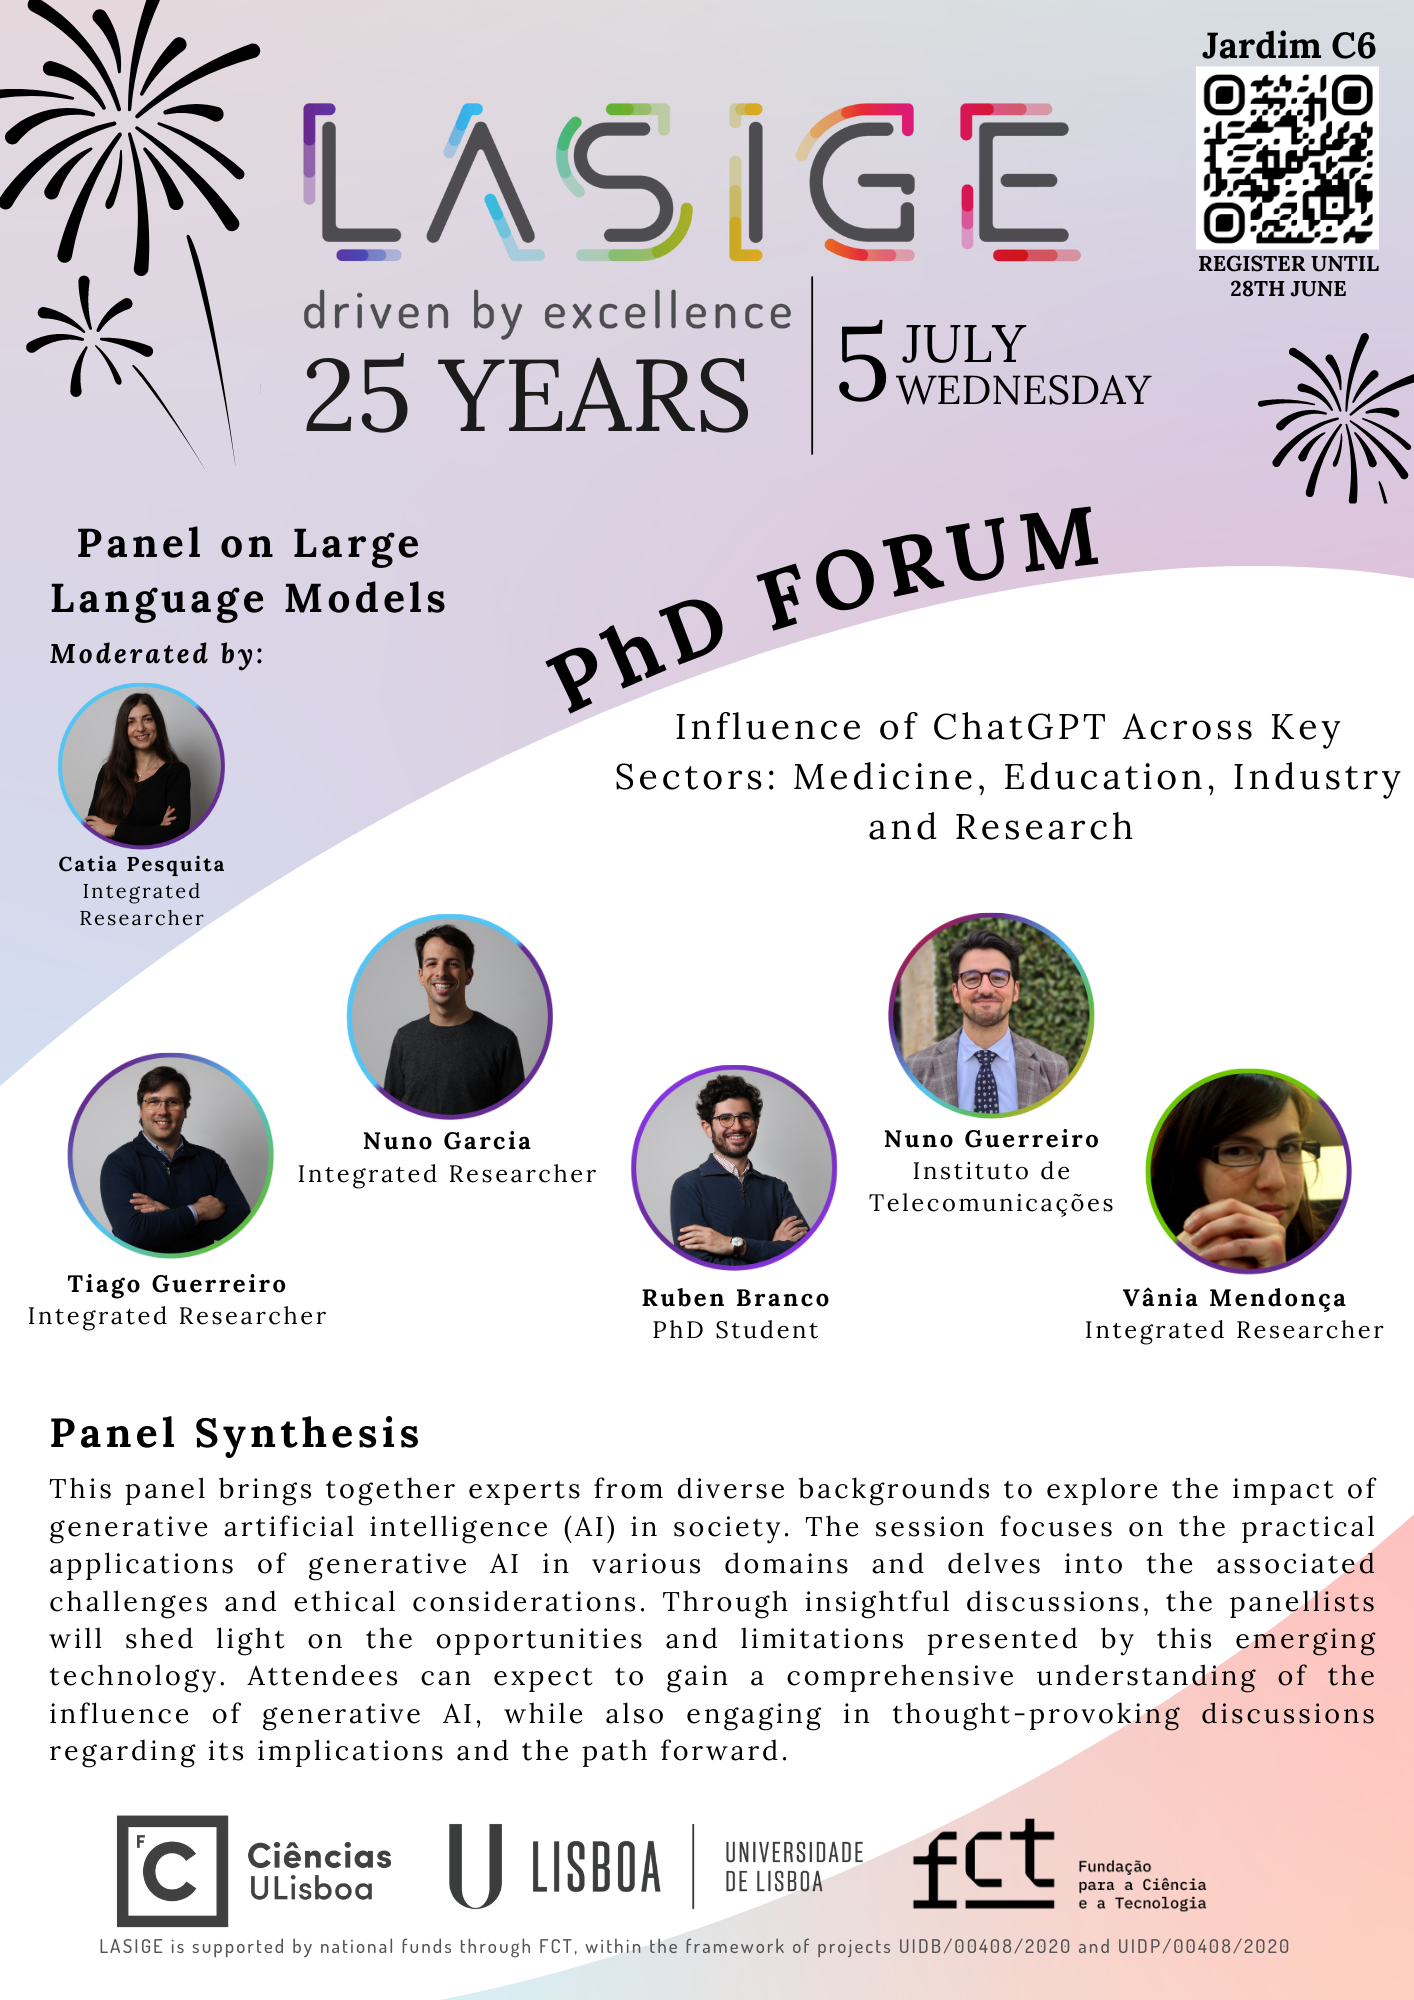 Jardim C6
REGISTER UNTIL
28TH JUNE
LASIGE
driven by excellence
25 YEARS
5 JULY
WEDNESDAY
Panel on Large
Language Models
Moderated by:
Catia Pesquita
Integrated
Researcher
PhD FORUM
Influence of ChatGPT Across Key
Sectors: Medicine, Education, Industry
and Research
Tiago Guerreiro
Integrated Researcher
Nuno Garcia
Integrated Researcher
Ruben Branco
PhD Student
Nuno Guerreiro
Instituto de
Telecomunicações
Vânia Mendonça
Integrated Researcher
Panel Synthesis
This panel brings together experts from diverse backgrounds to explore the impact of
generative artificial intelligence (AI) in society. The session focuses on the practical
applications of generative AI in various domains and delves into the associated
challenges and ethical considerations. Through insightful discussions, the panellists
will shed light on the opportunities and limitations presented by this emerging
technology. Attendees can expect to gain a comprehensive understanding of the
influence of generative AI, while also engaging in thought-provoking discussions
regarding its implications and the path forward.
F
C
Ciências
ULisboa
U LISBOA
UNIVERSIDADE
DE LISBOA
fct
Fundação
para a Ciência
e a Tecnologia
LASIGE is supported by national funds through FCT, within the framework of projects UIDB/00408/2020 and UIDP/00408/2020